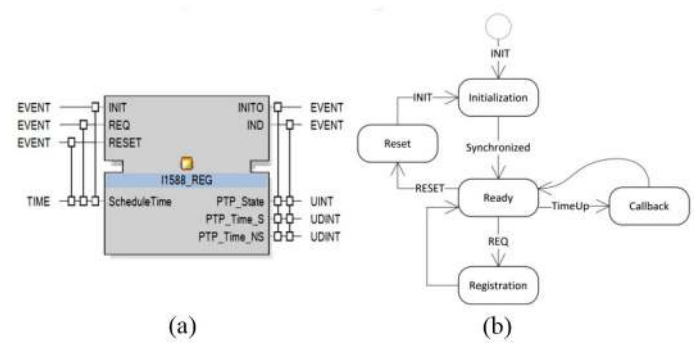 EVENT INIT INITO EVENT
EVENT REQ IND EVENT
EVENT RESET
I1588_REG
TIME ScheduleTime PTP_State UINT
PTP_Time_S UDINT
PTP_Time_NS UDINT
(a)
INIT
INIT Initialization
Reset Synchronized
RESET Ready TimeUp Callback
REQ
Registration
(b)